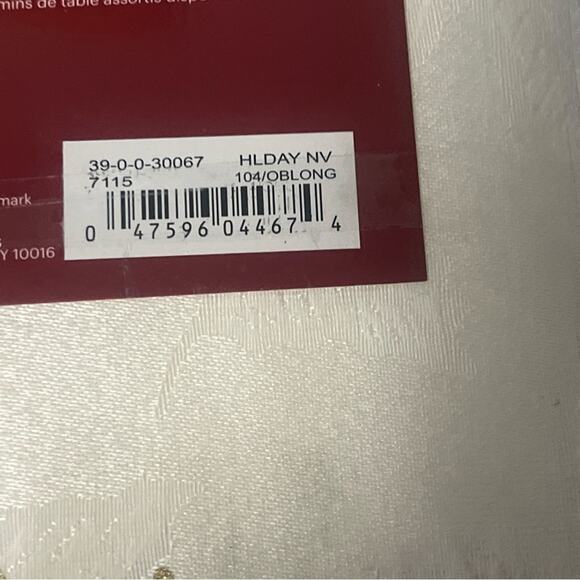 mins de table assortis
39-0-0-30067 HLDAY NV
7115 104/OBLONG
0 47596 04467 4
mark
Y 10016